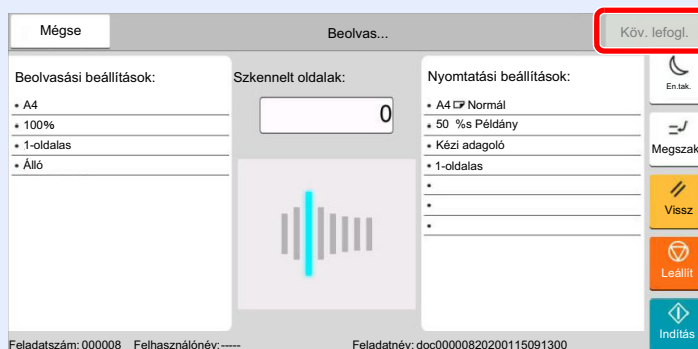 Mégse
Beolvas...
Köv. lefogl.
Beolvasási beállítások:
• A4
• 100%
• 1-oldalas
• Álló
Szkennelt oldalak:
0
Nyomtatási beállítások:
• A4 Normál
• 50 %s Példány
• Kézi adagoló
• 1-oldalas
•
•
•
En.tak.
Megszak
Vissz
Leállít
Indítás
Feladatszám: 000008 Felhasználónév: ----- Feladatnév: doc00000820200115091300